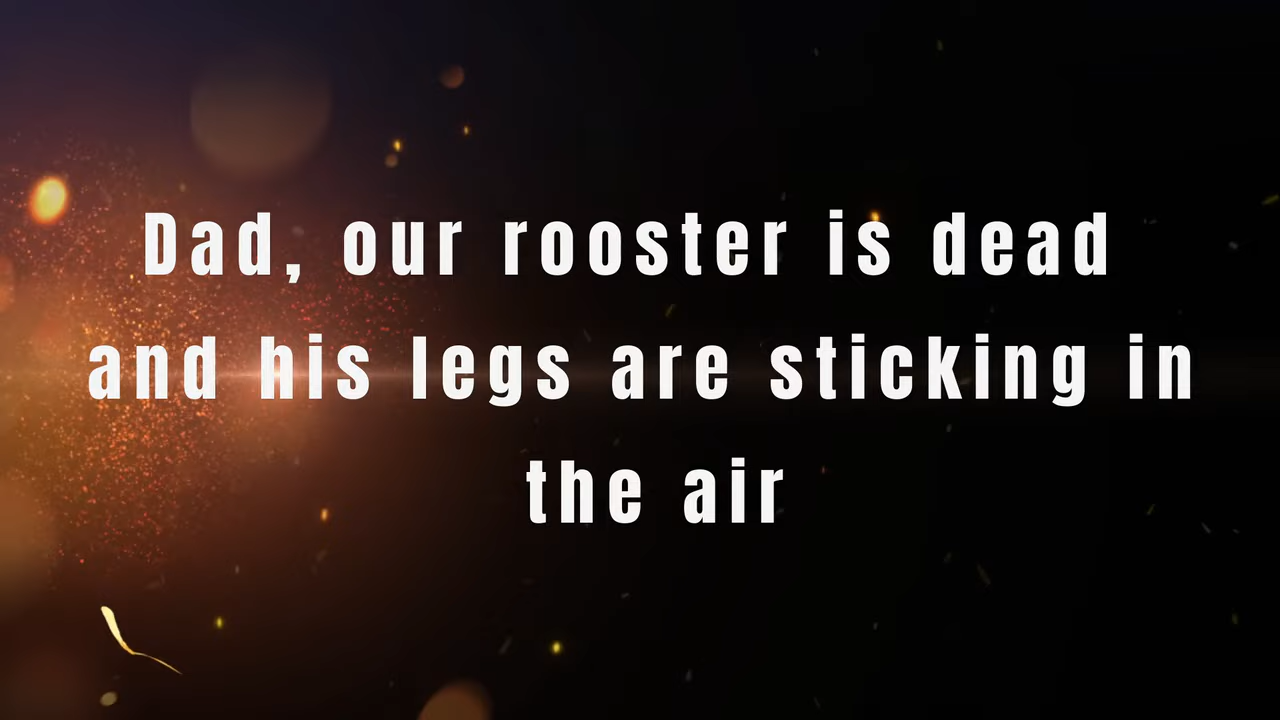 Dad, our rooster is dead
and his legs are sticking in
the air